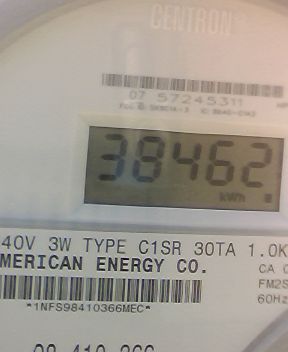 CENTRON
07 57245311
38462
kWh
40V 3W TYPE C1SR 30TA 1.0K
MERICAN ENERGY CO.
CA
FM2S
60Hz
*1NFS98410366MEC*